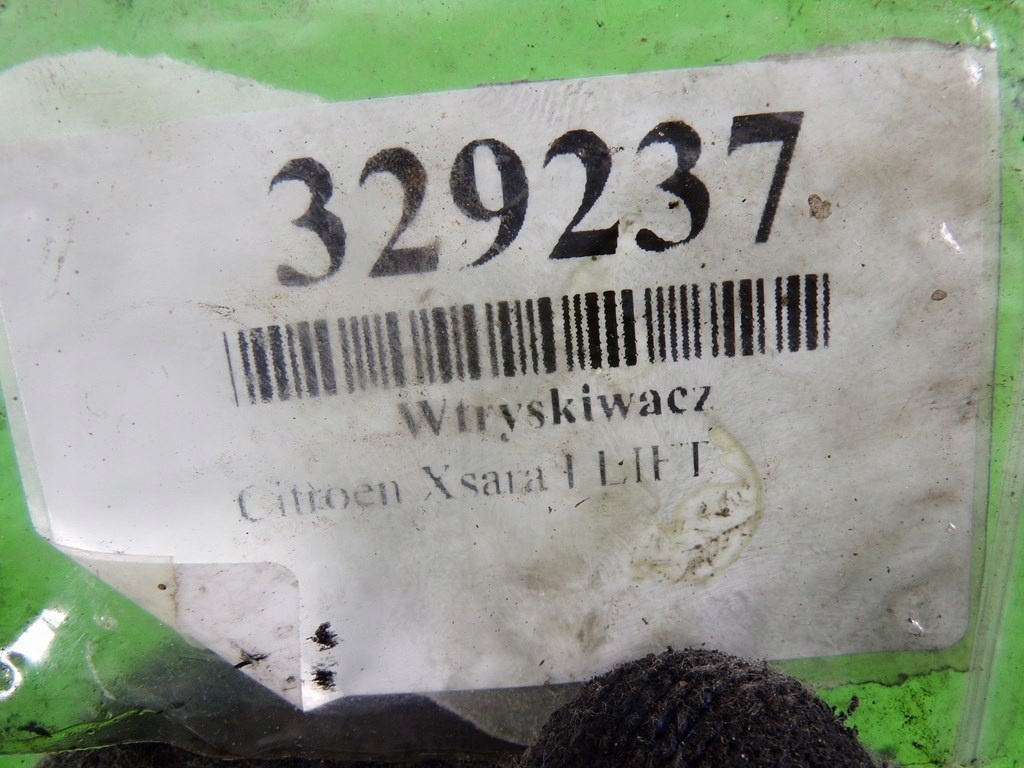 329237
Wtryskiwacz
Citroen Xsara I LIFT